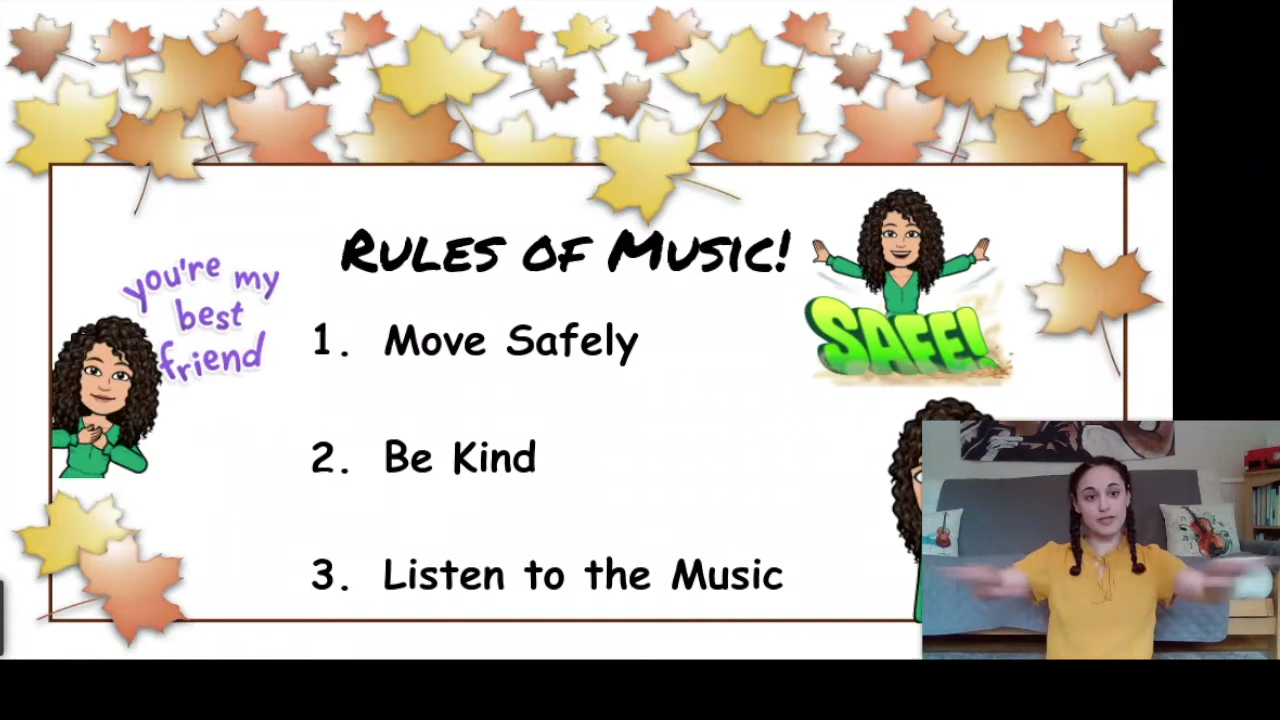 Rules of Music!
you're my
best
friend
SAFE!
1. Move Safely
2. Be Kind
3. Listen to the Music